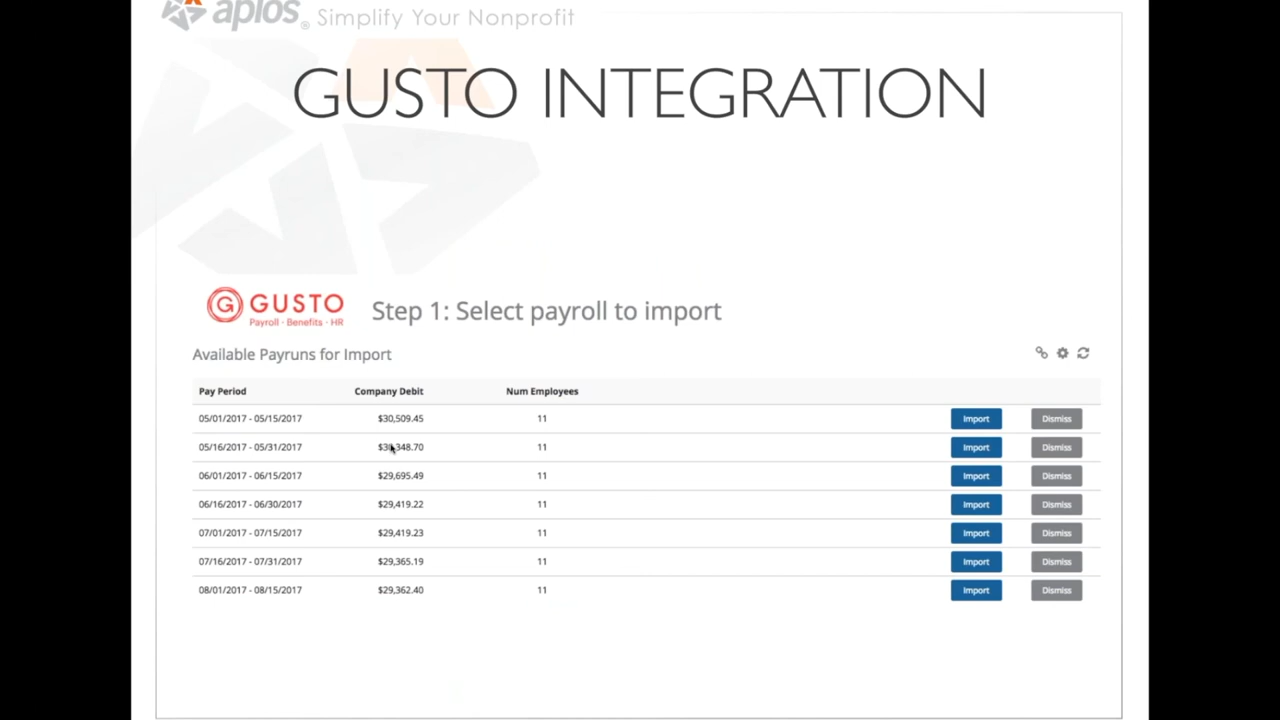 aplos® Simplify Your Nonprofit
GUSTO INTEGRATION
GUSTO
Payroll · Benefits · HR
Step 1: Select payroll to import
Available Payruns for Import
Pay Period Company Debit Num Employees
05/01/2017 - 05/15/2017 $30,509.45 11 Import Dismiss
05/16/2017 - 05/31/2017 11 Import Dismiss
06/01/2017 - 06/15/2017 $29,695.49 11 Import Dismiss
06/16/2017 - 06/30/2017 $29,419.22 11 Import Dismiss
07/01/2017 - 07/15/2017 $29,419.23 11 Import Dismiss
07/16/2017 - 07/31/2017 $29,365.19 11 Import Dismiss
08/01/2017 - 08/15/2017 $29,362.40 11 Import Dismiss